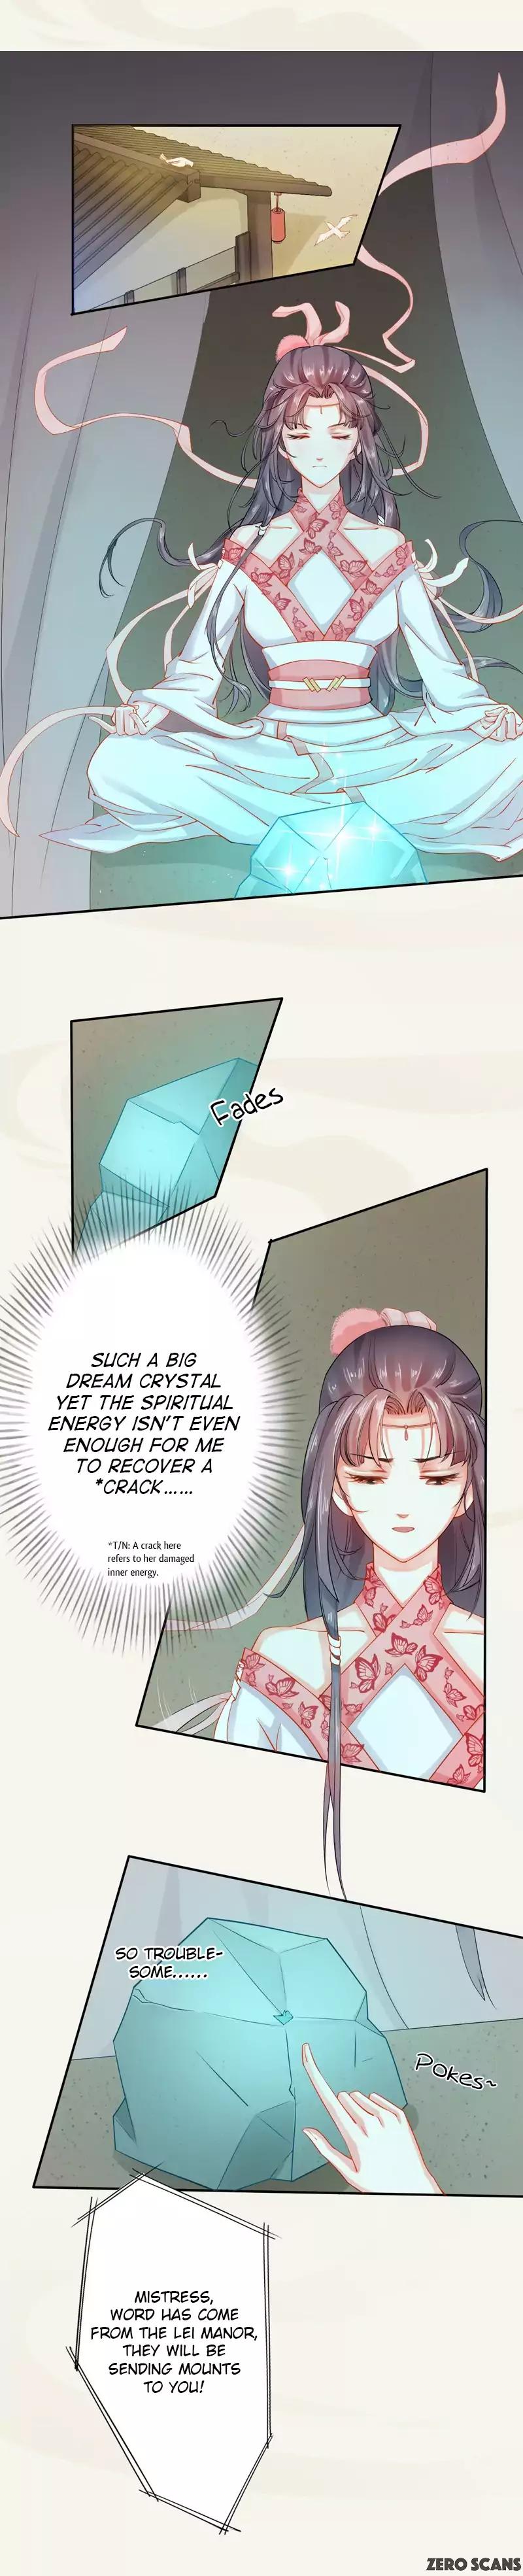 Fades
SUCH A BIG
DREAM CRYSTAL
YET THE SPIRITUAL
ENERGY ISN'T EVEN
ENOUGH FOR ME
TO RECOVER A
*CRACK......
*T/N: A crack here
refers to her damaged
inner energy.
SO TROUBLE-
SOME......
Pokes~
MISTRESS,
WORD HAS COME
FROM THE LEI MANOR,
THEY WILL BE
SENDING MOUNTS
TO YOU!
ZERO SCANS